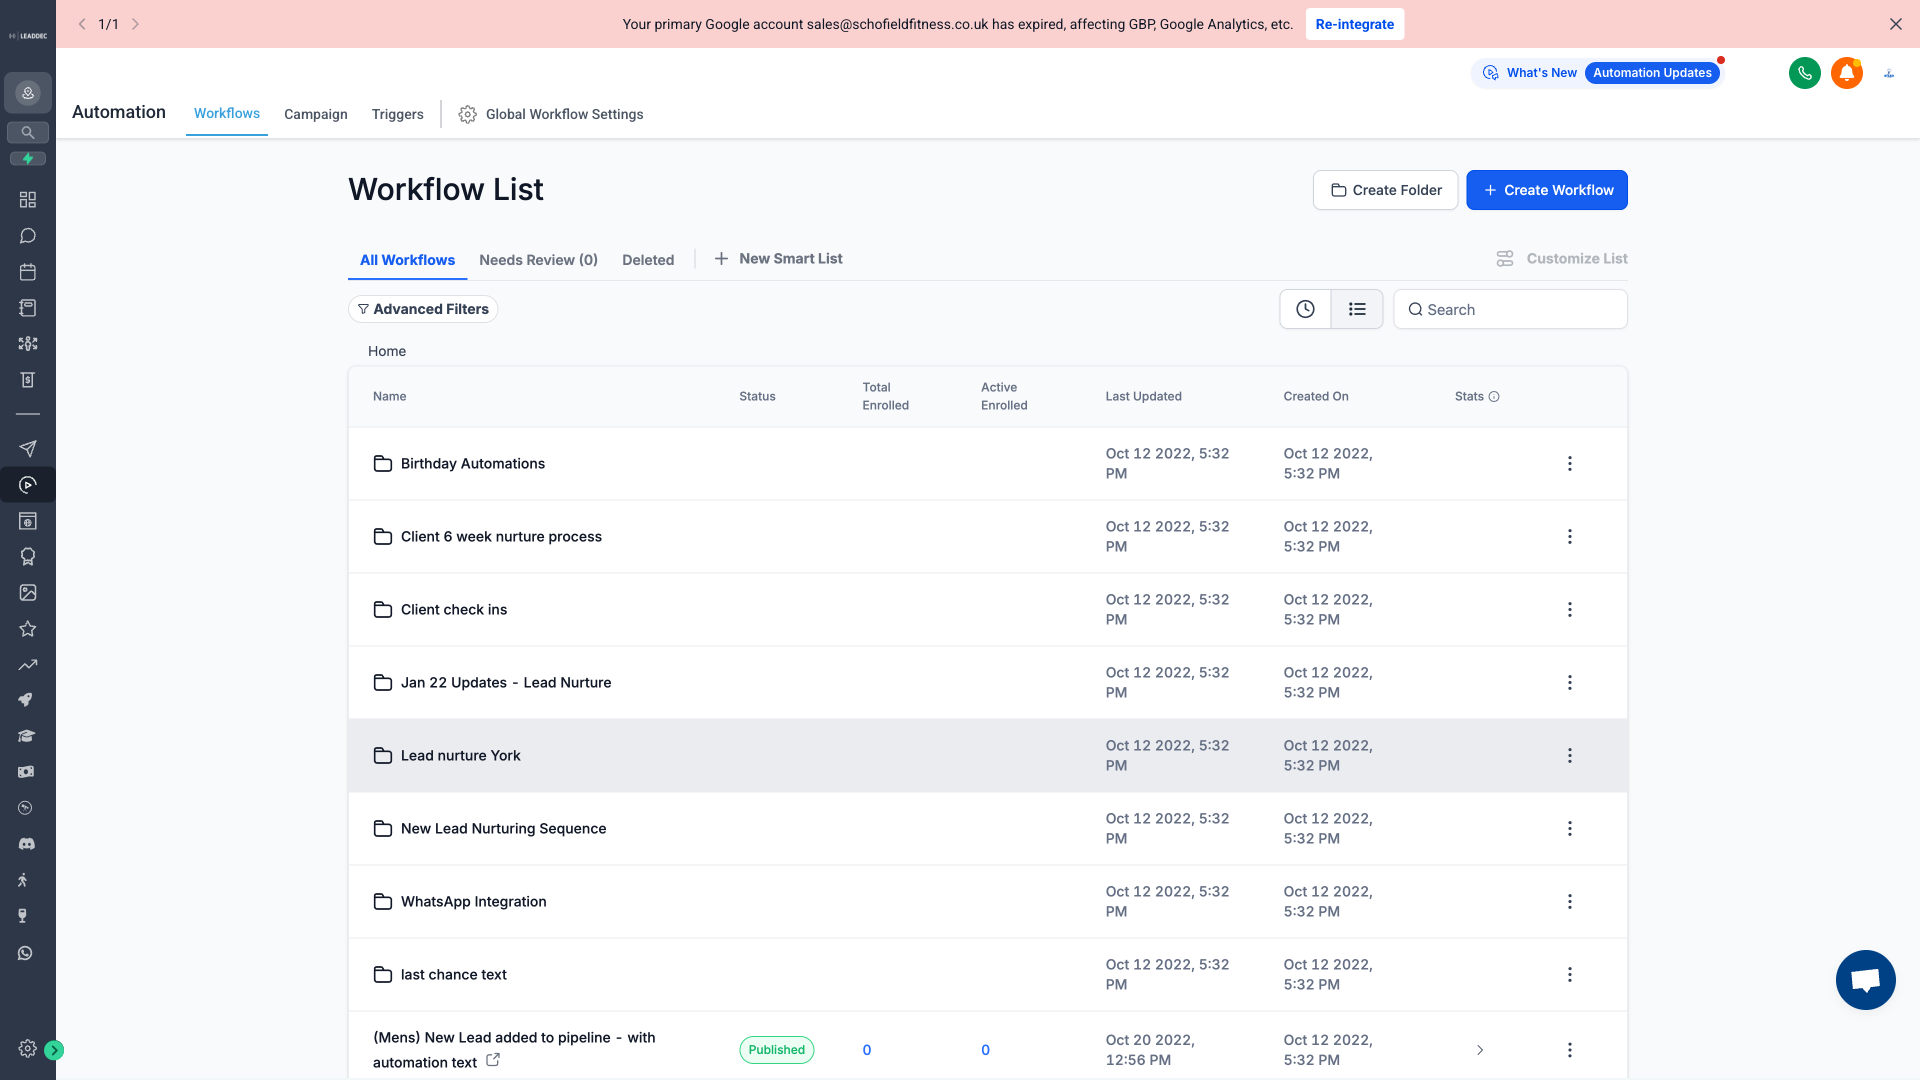 1/1
Your primary Google account sales@schofieldfitness.co.uk has expired, affecting GBP, Google Analytics, etc.
Re-integrate
LEADDEC
What's New
Automation Updates
Automation
Workflows
Campaign
Triggers
Global Workflow Settings
Workflow List
Create Folder
+ Create Workflow
All Workflows
Needs Review (0)
Deleted
+ New Smart List
Customize List
Advanced Filters
Search
Home
Name
Status
Total
Enrolled
Active
Enrolled
Last Updated
Created On
Stats
Birthday Automations
Oct 12 2022, 5:32
PM
Oct 12 2022,
5:32 PM
Client 6 week nurture process
Oct 12 2022, 5:32
PM
Oct 12 2022,
5:32 PM
Client check ins
Oct 12 2022, 5:32
PM
Oct 12 2022,
5:32 PM
Jan 22 Updates - Lead Nurture
Oct 12 2022, 5:32
PM
Oct 12 2022,
5:32 PM
Lead nurture York
Oct 12 2022, 5:32
PM
Oct 12 2022,
5:32 PM
New Lead Nurturing Sequence
Oct 12 2022, 5:32
PM
Oct 12 2022,
5:32 PM
WhatsApp Integration
Oct 12 2022, 5:32
PM
Oct 12 2022,
5:32 PM
last chance text
Oct 12 2022, 5:32
PM
Oct 12 2022,
5:32 PM
(Mens) New Lead added to pipeline - with
automation text
Published
0
0
Oct 20 2022,
12:56 PM
Oct 12 2022,
5:32 PM